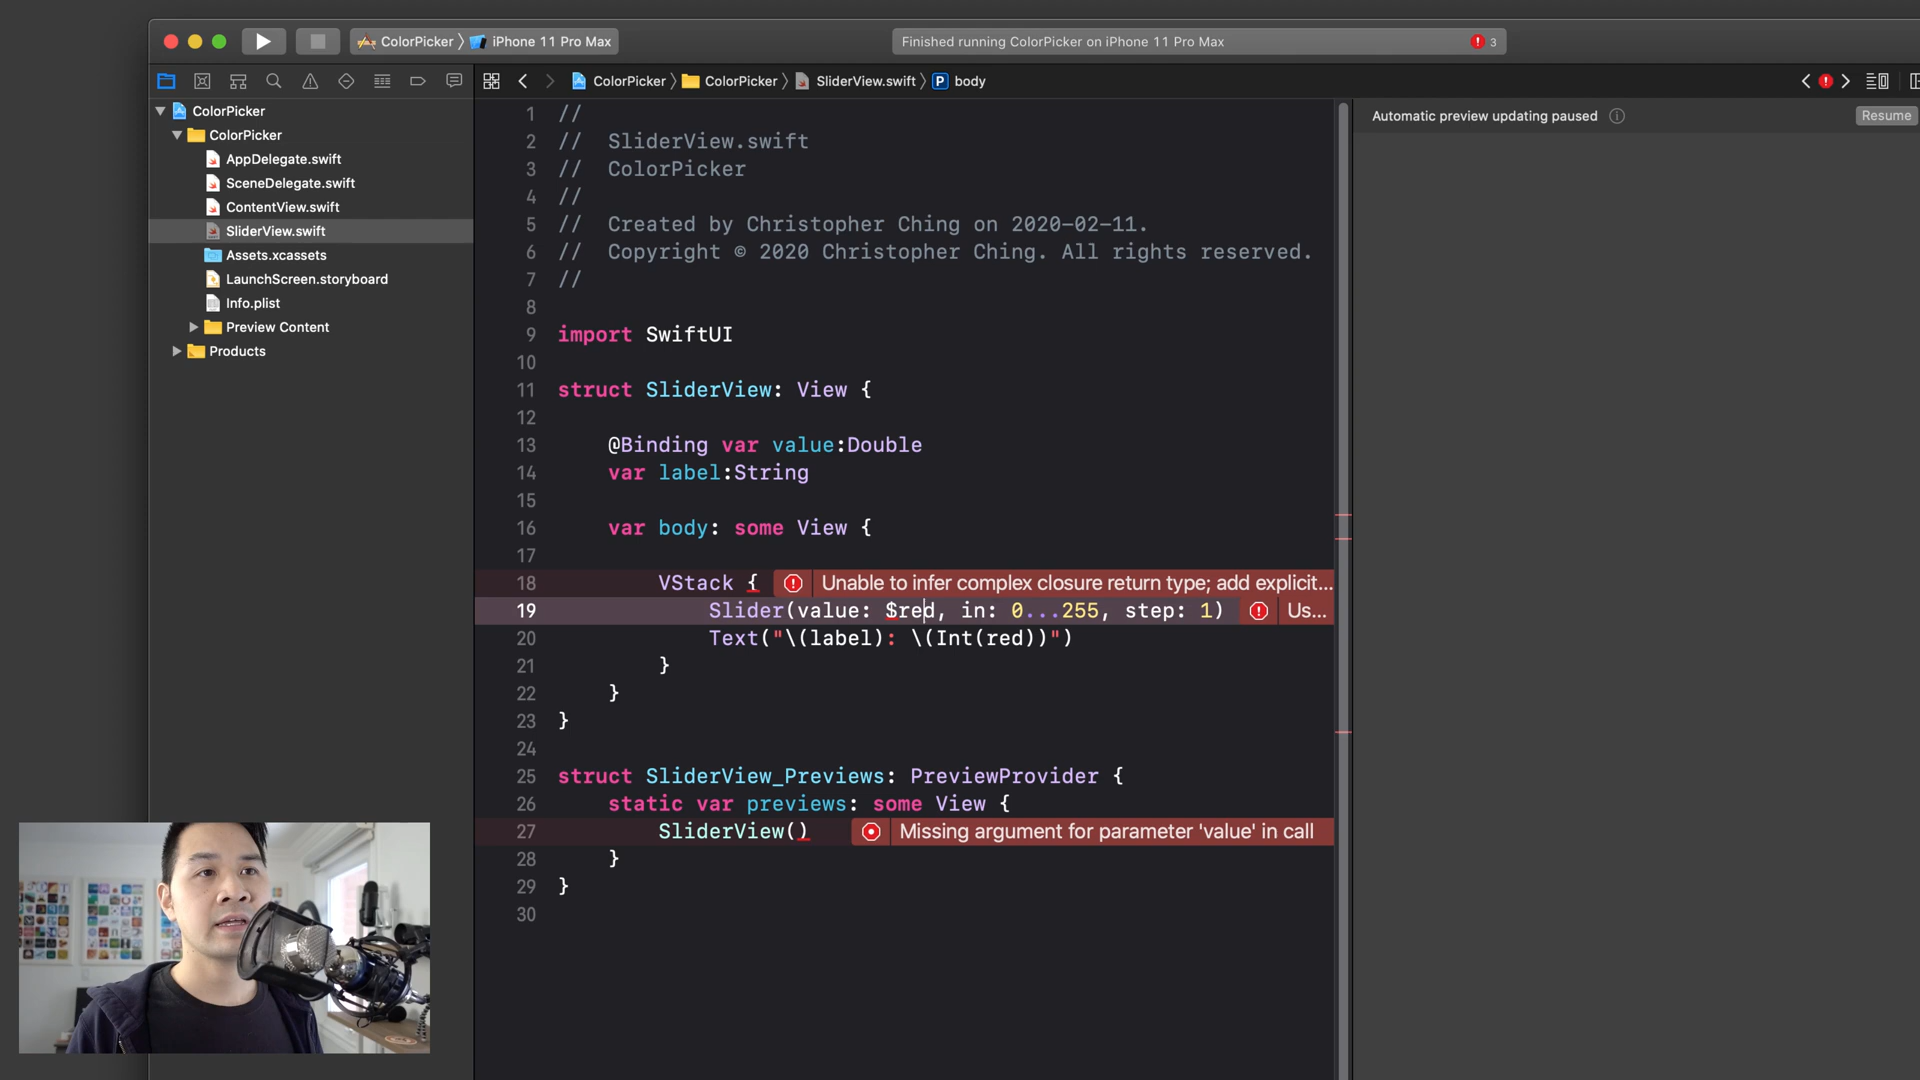 ColorPicker 〉 iPhone 11 Pro Max
Finished running ColorPicker on iPhone 11 Pro Max
3
ColorPicker 〉 ColorPicker 〉 SliderView.swift 〉 P body
ColorPicker
ColorPicker
AppDelegate.swift
SceneDelegate.swift
ContentView.swift
SliderView.swift
Assets.xcassets
LaunchScreen.storyboard
Info.plist
Preview Content
Products
1 //
2 //  SliderView.swift
3 //  ColorPicker
4 //
5 //  Created by Christopher Ching on 2020-02-11.
6 //  Copyright © 2020 Christopher Ching. All rights reserved.
7 //
8
9 import SwiftUI
10
11 struct SliderView: View {
12
13     @Binding var value:Double
14     var label:String
15
16     var body: some View {
17
18         VStack { Unable to infer complex closure return type; add explicit...
19             Slider(value: $red, in: 0...255, step: 1) Us...
20             Text("\(label): \(Int(red))")
21         }
22     }
23 }
24
25 struct SliderView_Previews: PreviewProvider {
26     static var previews: some View {
27         SliderView() Missing argument for parameter 'value' in call
28     }
29 }
30
Automatic preview updating paused
Resume